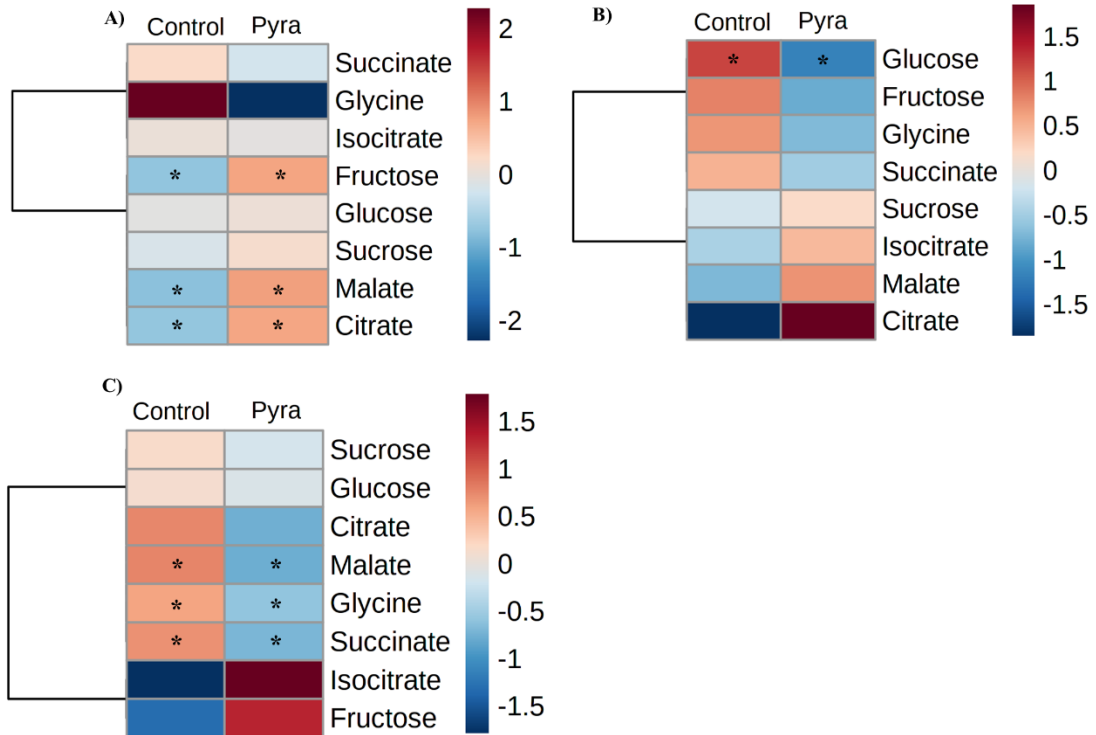 A)
Control Pyra
Succinate
Glycine
Isocitrate
Fructose
* *
Glucose
Sucrose
Malate
* *
Citrate
* *
2
1
0
-1
-2
B)
Control Pyra
Glucose
* *
Fructose
Glycine
Succinate
Sucrose
Isocitrate
Malate
Citrate
1.5
1
0.5
0
-0.5
-1
-1.5
C)
Control Pyra
Sucrose
Glucose
Citrate
Malate
* *
Glycine
* *
Succinate
* *
Isocitrate
Fructose
1.5
1
0.5
0
-0.5
-1
-1.5